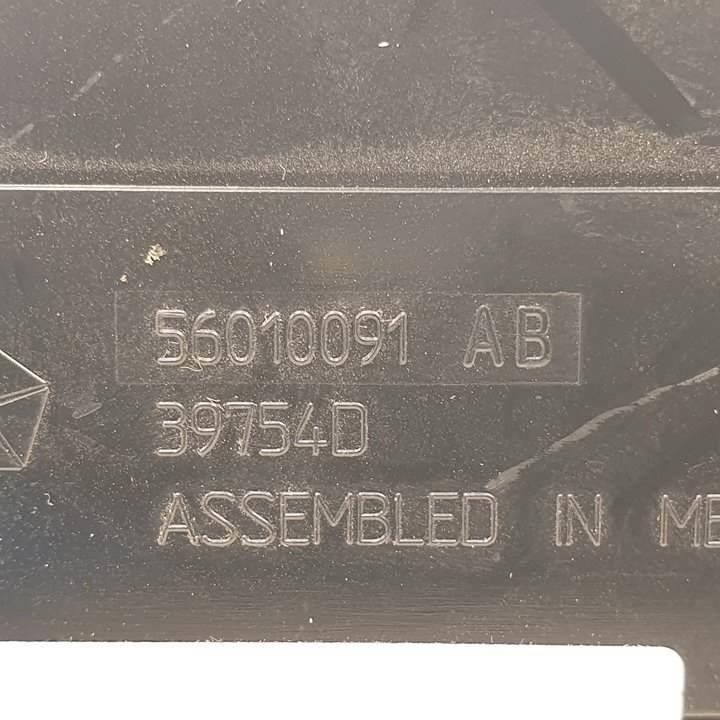 56010091 AB
39754D
ASSEMBLED IN